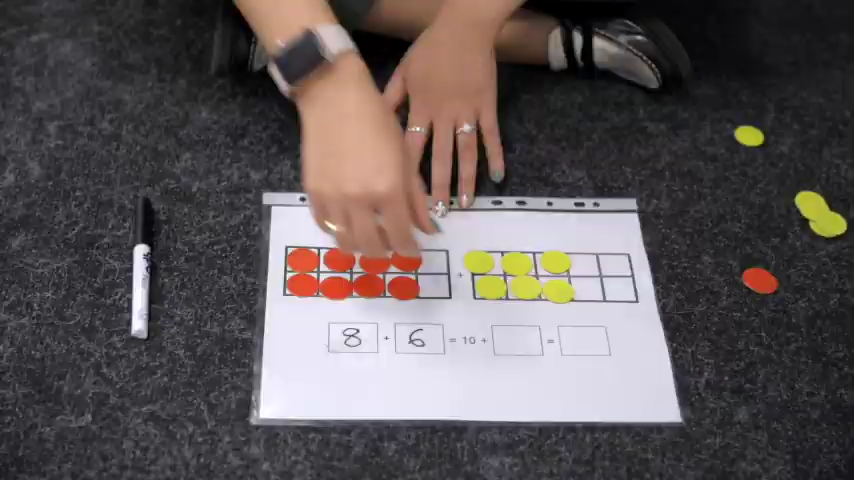 +
8 + 6 = 10 + =